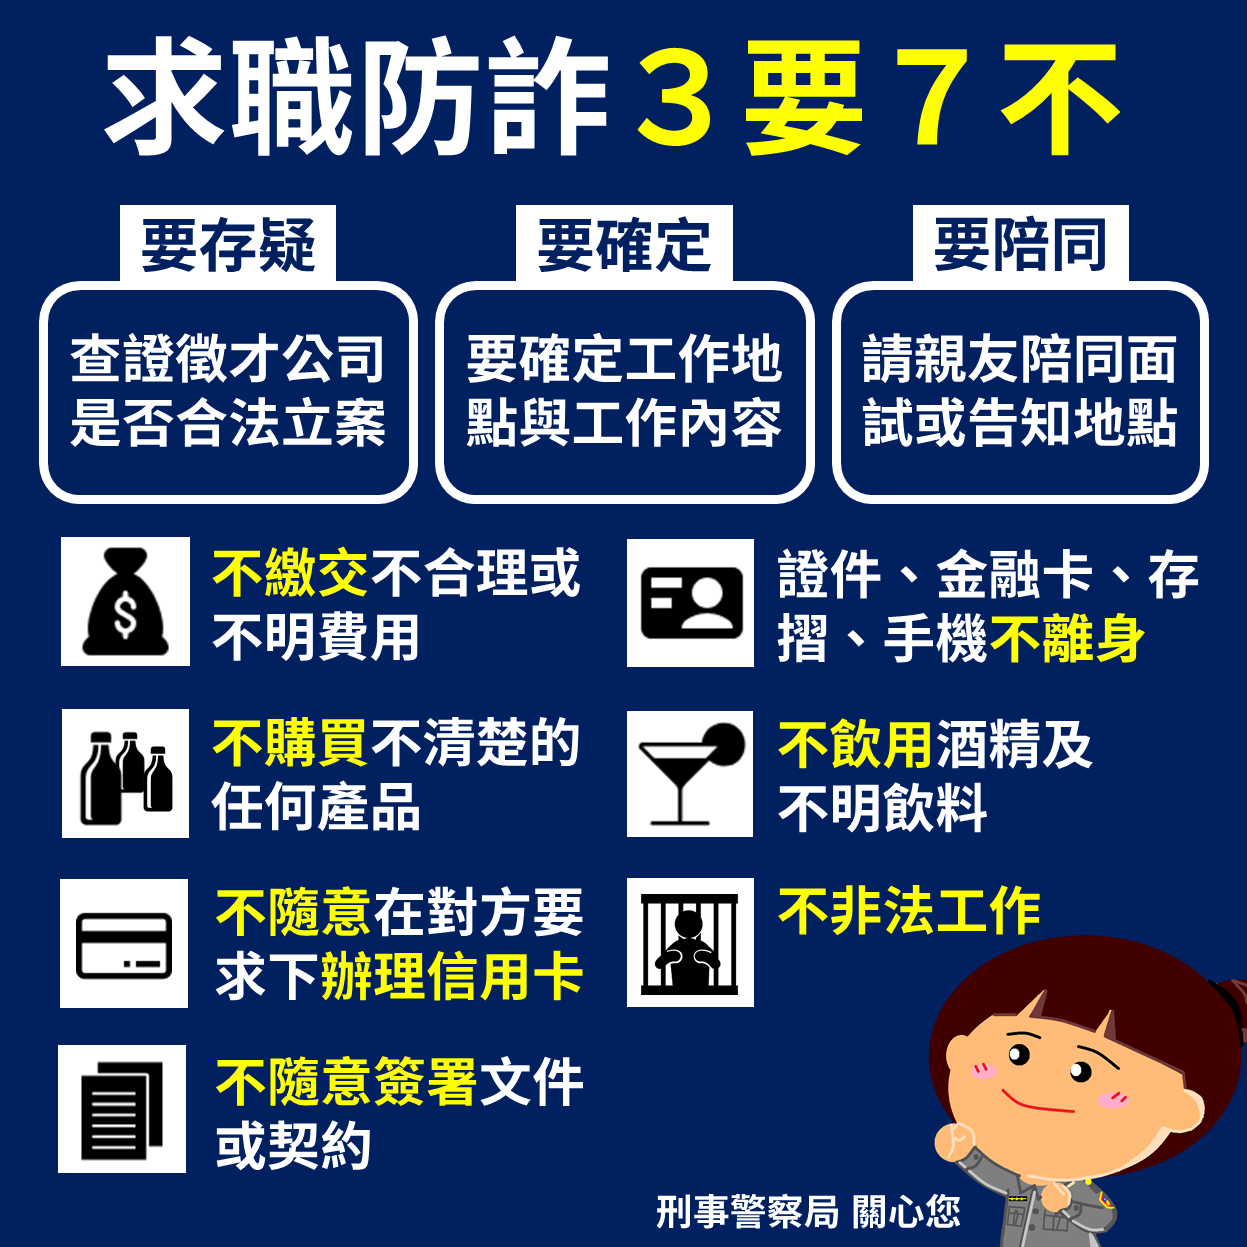 求職防詐3要7不
要存疑
查證徵才公司
是否合法立案
要確定
要確定工作地
點與工作內容
要陪同
請親友陪同面
試或告知地點
不繳交不合理或
不明費用
不購買不清楚的
任何產品
不隨意在對方要
求下辦理信用卡
不隨意簽署文件
或契約
證件、金融卡、存
摺、手機不離身
不飲用酒精及
不明飲料
不非法工作
刑事警察局 關心您